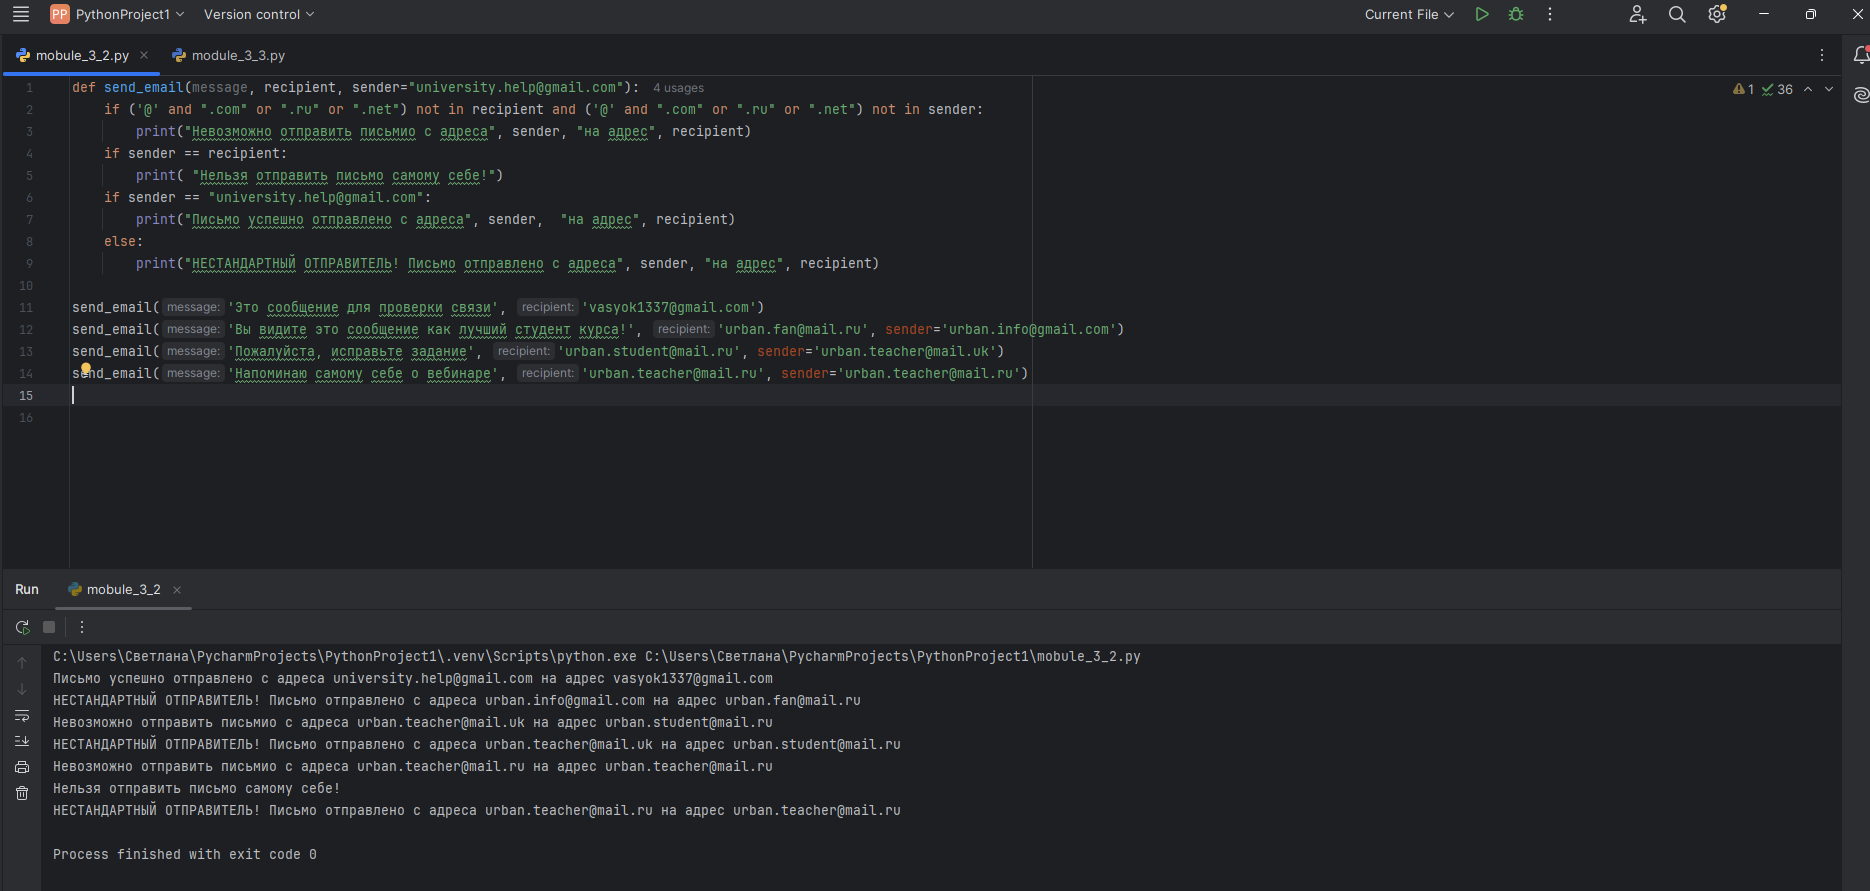 PP PythonProject1 Version control Current File
mobule_3_2.py module_3_3.py
1 def send_email(message, recipient, sender="university.help@gmail.com"): 4 usages
1 36
2 if ('@' and ".com" or ".ru" or ".net") not in recipient and ('@' and ".com" or ".ru" or ".net") not in sender:
3 print("Невозможно отправить письмио с адреса", sender, "на адрес", recipient)
4 if sender == recipient:
5 print( "Нельзя отправить письмо самому себе!")
6 if sender == "university.help@gmail.com":
7 print("Письмо успешно отправлено с адреса", sender,  "на адрес", recipient)
8 else:
9 print("НЕСТАНДАРТНЫЙ ОТПРАВИТЕЛЬ! Письмо отправлено с адреса", sender, "на адрес", recipient)
10
11 send_email( message: 'Это сообщение для проверки связи', recipient: 'vasyok1337@gmail.com')
12 send_email( message: 'Вы видите это сообщение как лучший студент курса!', recipient: 'urban.fan@mail.ru', sender='urban.info@gmail.com')
13 send_email( message: 'Пожалуйста, исправьте задание', recipient: 'urban.student@mail.ru', sender='urban.teacher@mail.uk')
14 send_email( message: 'Напоминаю самому себе о вебинаре', recipient: 'urban.teacher@mail.ru', sender='urban.teacher@mail.ru')
15
16
Run mobule_3_2
C:\Users\Светлана\PycharmProjects\PythonProject1\.venv\Scripts\python.exe C:\Users\Светлана\PycharmProjects\PythonProject1\mobule_3_2.py
Письмо успешно отправлено с адреса university.help@gmail.com на адрес vasyok1337@gmail.com
НЕСТАНДАРТНЫЙ ОТПРАВИТЕЛЬ! Письмо отправлено с адреса urban.info@gmail.com на адрес urban.fan@mail.ru
Невозможно отправить письмио с адреса urban.teacher@mail.uk на адрес urban.student@mail.ru
НЕСТАНДАРТНЫЙ ОТПРАВИТЕЛЬ! Письмо отправлено с адреса urban.teacher@mail.uk на адрес urban.student@mail.ru
Невозможно отправить письмио с адреса urban.teacher@mail.ru на адрес urban.teacher@mail.ru
Нельзя отправить письмо самому себе!
НЕСТАНДАРТНЫЙ ОТПРАВИТЕЛЬ! Письмо отправлено с адреса urban.teacher@mail.ru на адрес urban.teacher@mail.ru
Process finished with exit code 0